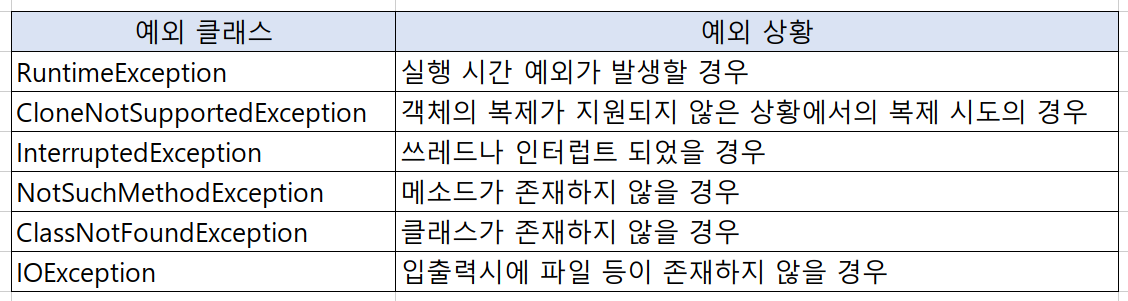 예외 클래스 예외 상황
RuntimeException 실행 시간 예외가 발생할 경우
CloneNotSupportedException 객체의 복제가 지원되지 않은 상황에서의 복제 시도의 경우
InterruptedException 쓰레드나 인터럽트 되었을 경우
NotSuchMethodException 메소드가 존재하지 않을 경우
ClassNotFoundException 클래스가 존재하지 않을 경우
IOException 입출력시에 파일 등이 존재하지 않을 경우